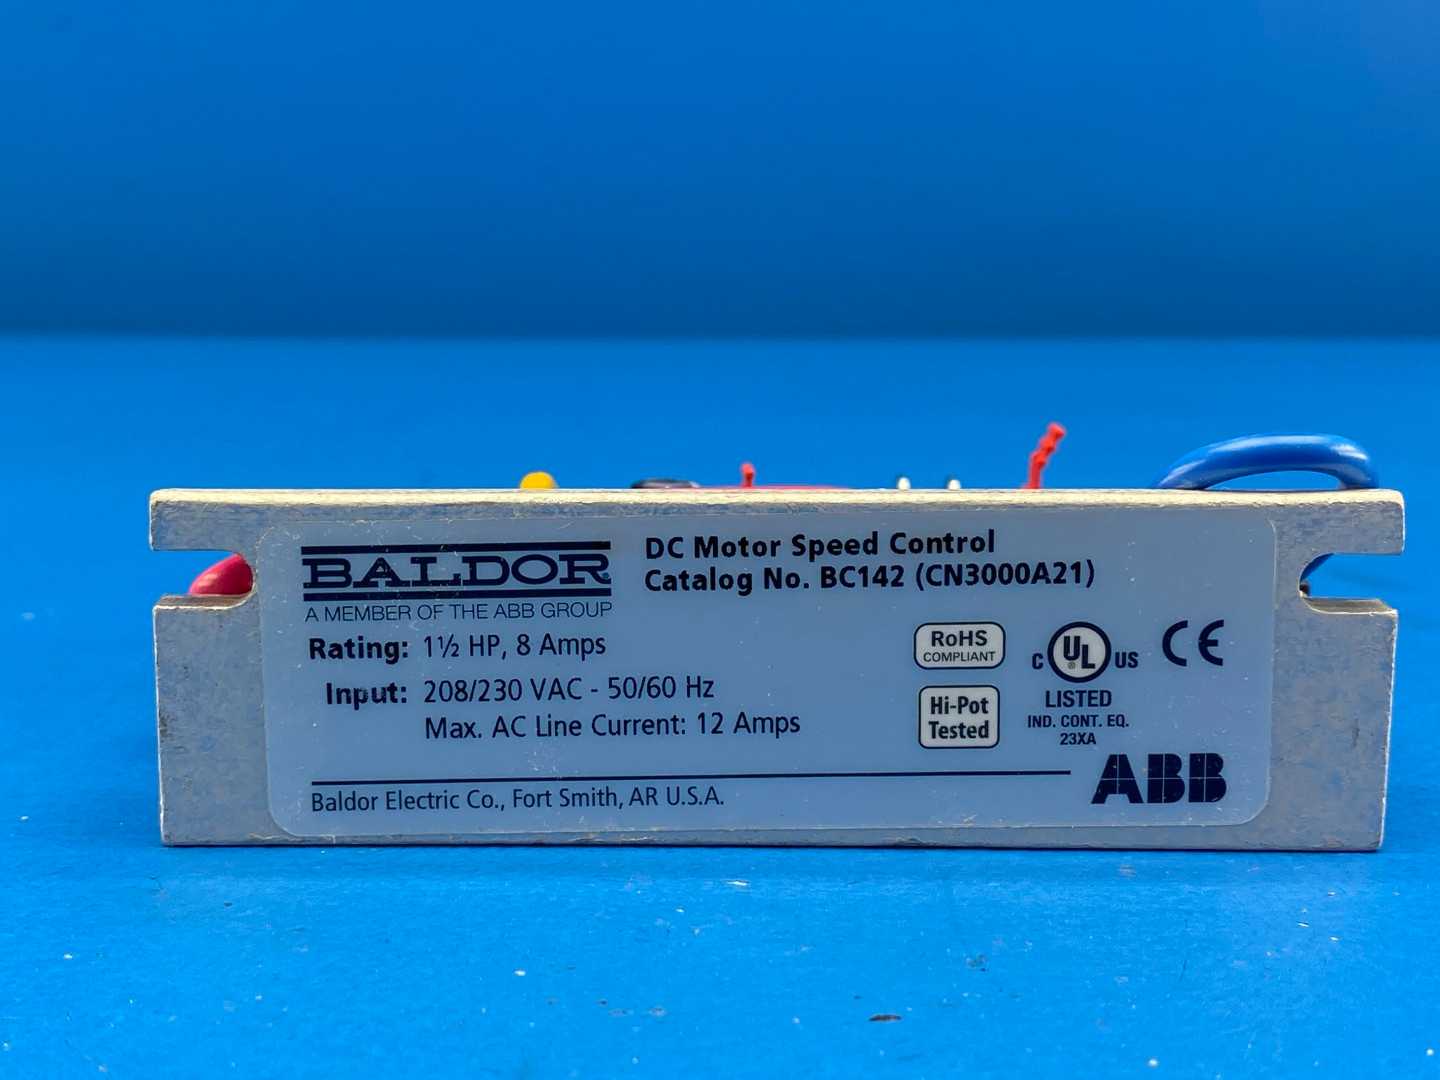 BALDOR
A MEMBER OF THE ABB GROUP
DC Motor Speed Control
Catalog No. BC142 (CN3000A21)
Rating: 1½ HP, 8 Amps
Input: 208/230 VAC - 50/60 Hz
Max. AC Line Current: 12 Amps
RoHS
COMPLIANT
Hi-Pot
Tested
C UL US
LISTED
IND. CONT. EQ.
23XA
CE
ABB
Baldor Electric Co., Fort Smith, AR U.S.A.